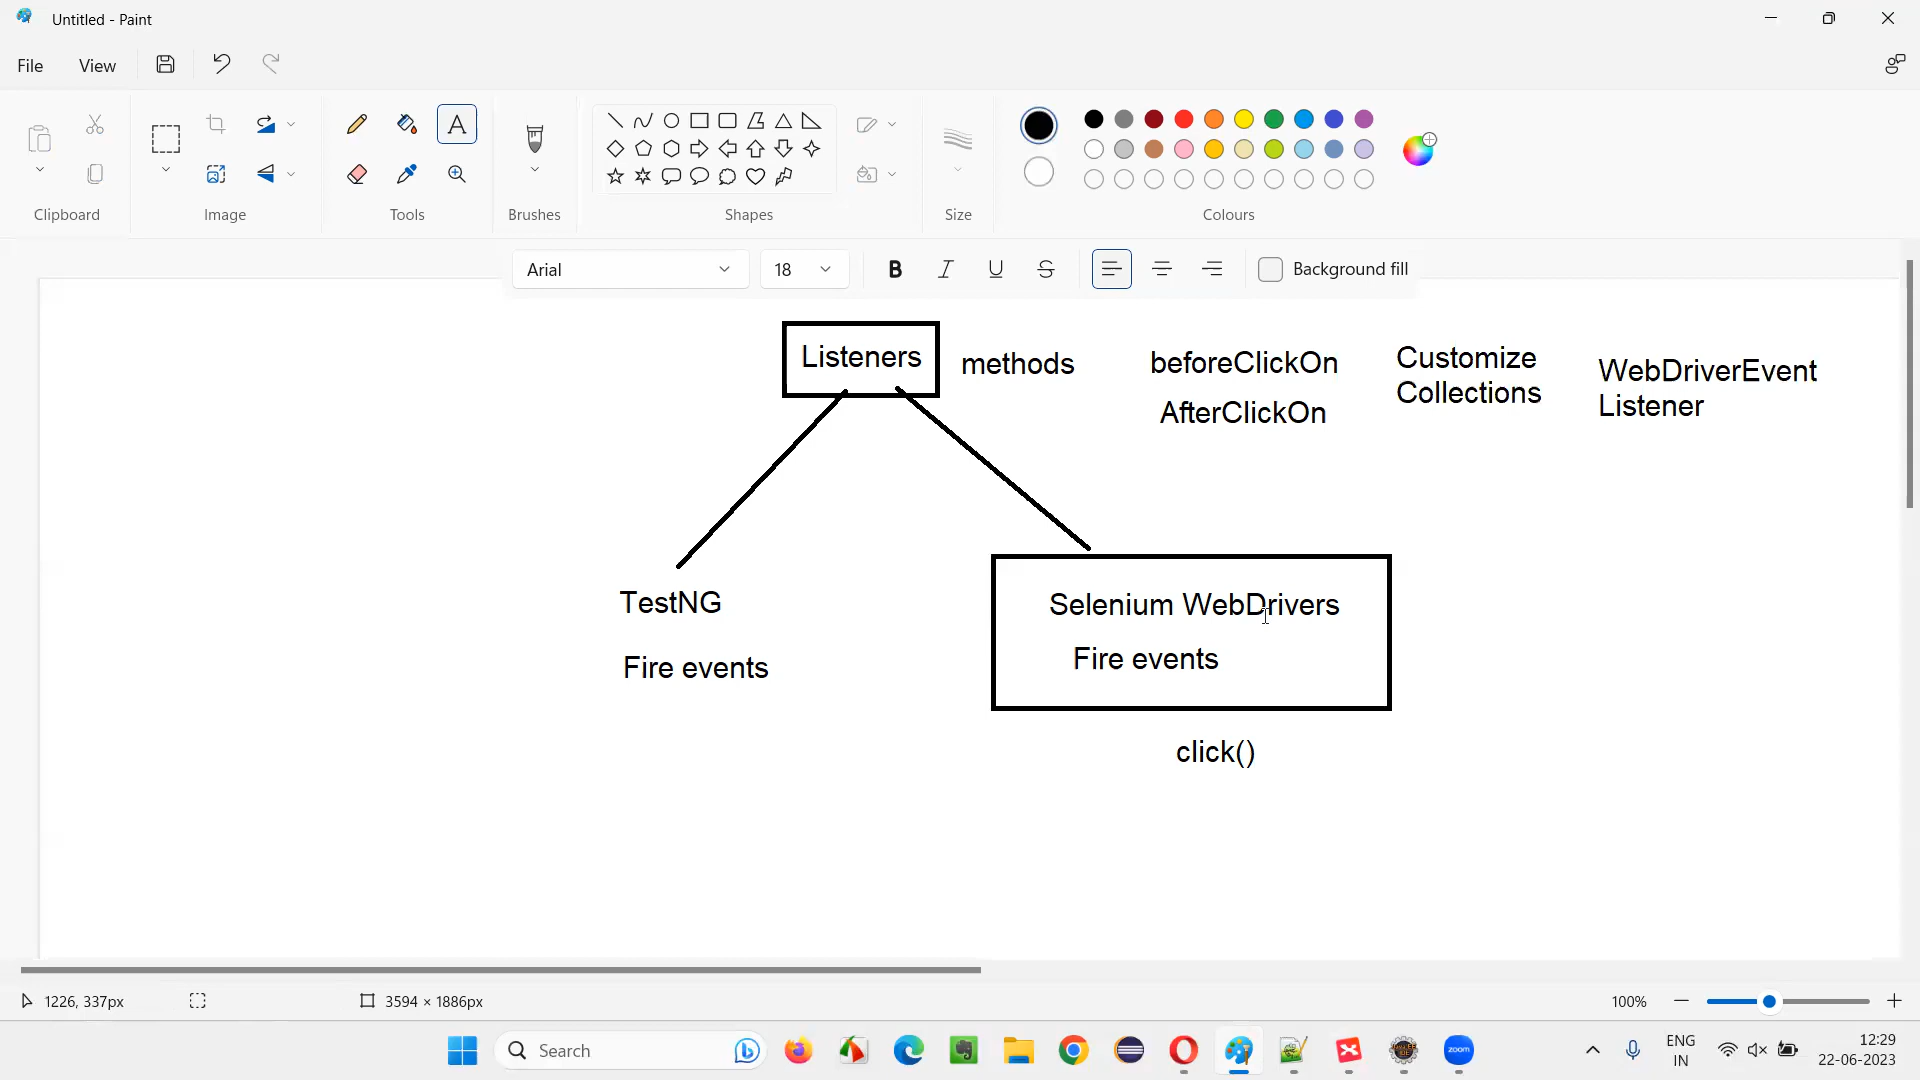 Untitled - Paint
File
View
Clipboard
Image
Tools
Brushes
Shapes
Size
Colours
Arial
18
B
I
U
S
Background fill
Listeners
methods
beforeClickOn
AfterClickOn
Customize
Collections
WebDriverEvent
Listener
TestNG
Fire events
Selenium WebDrivers
Fire events
click()
1226, 337px
3594 × 1886px
100%
Search
zoom
ENG
IN
12:29
22-06-2023